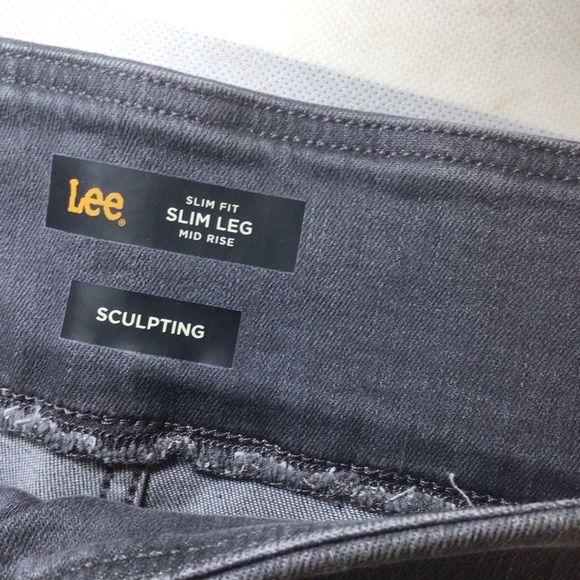 Lee®
SLIM FIT
SLIM LEG
MID RISE
SCULPTING